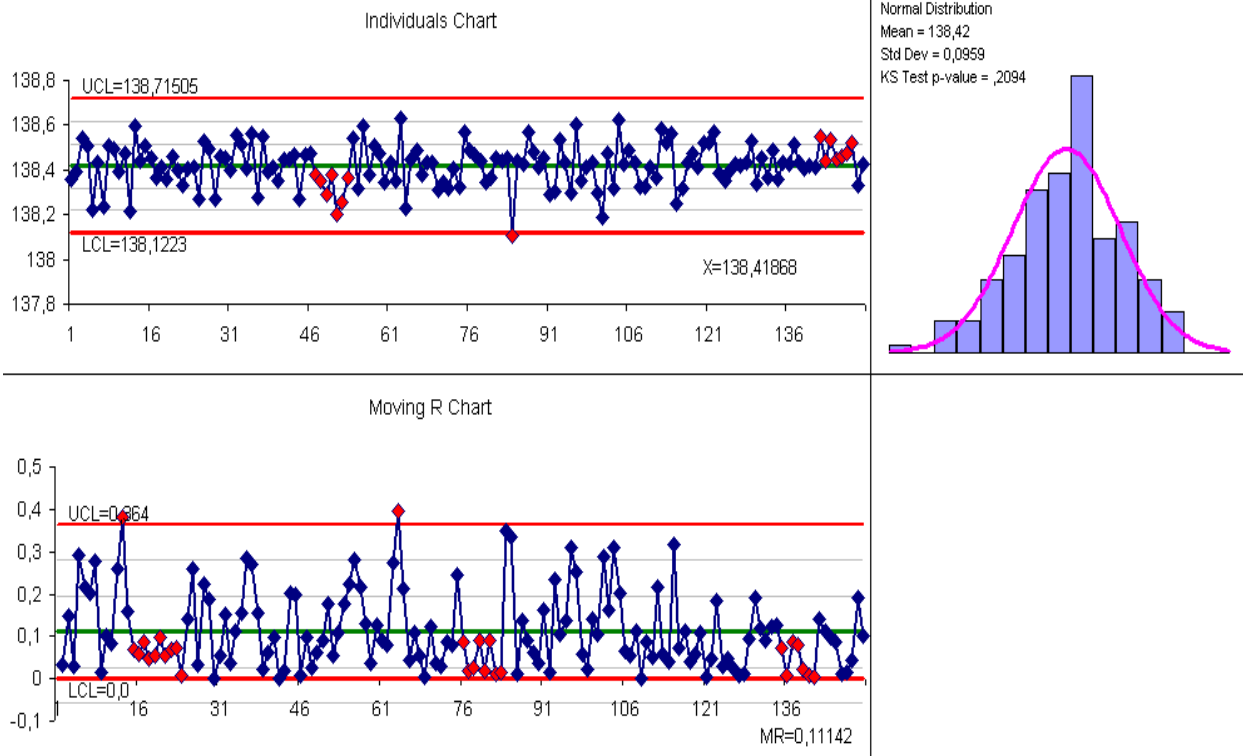 Individuals Chart
138,8
138,6
138,4
138,2
138
137,8
UCL=138,71505
LCL=138,1223
X=138,41868
1 16 31 46 61 76 91 106 121 136
Normal Distribution
Mean = 138,42
Std Dev = 0,0959
KS Test p-value = ,2094
Moving R Chart
0,5
0,4
0,3
0,2
0,1
0
-0,1
UCL=0,364
LCL=0,0
1 16 31 46 61 76 91 106 121 136
MR=0,11142